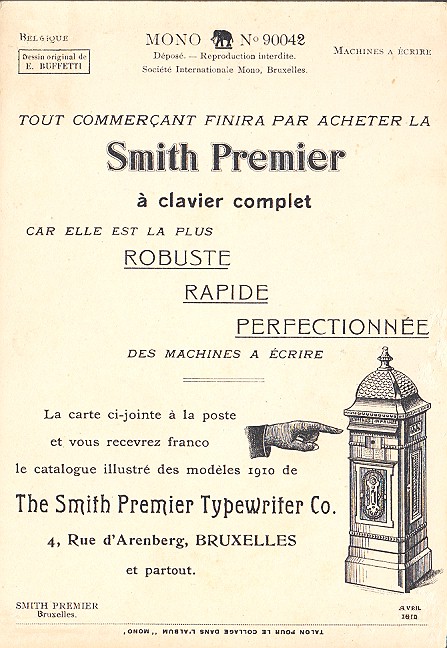 BELGIQUE
Dessin original de
E. BUFFETTI
MONO Nº 90042
Déposé. — Reproduction interdite.
Société Internationale Mono, Bruxelles.
MACHINES A ÉCRIRE
TOUT COMMERÇANT FINIRA PAR ACHETER LA
Smith Premier
à clavier complet
CAR ELLE EST LA PLUS
ROBUSTE
RAPIDE
PERFECTIONNÉE
DES MACHINES A ÉCRIRE
La carte ci-jointe à la poste
et vous recevrez franco
le catalogue illustré des modèles 1910 de
The Smith Premier Typewriter Co.
4, Rue d'Arenberg, BRUXELLES
et partout.
SMITH PREMIER
Bruxelles.
AVRIL
1910
TALON POUR LE COLLAGE DANS L'ALBUM „ MONO '